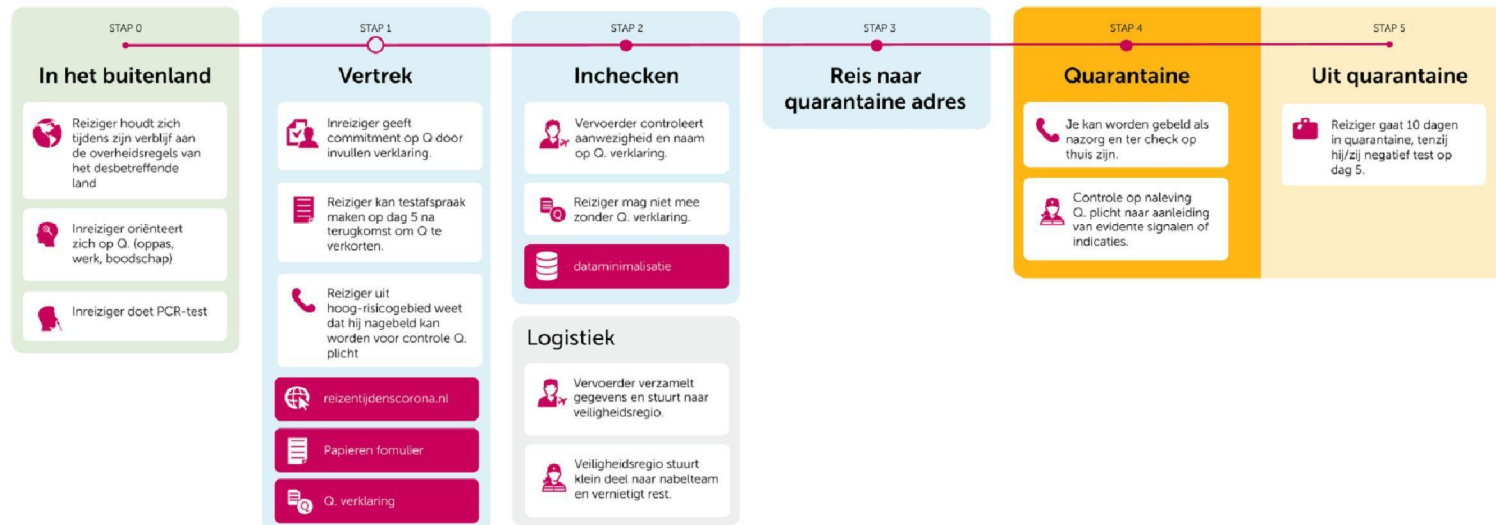 STAP 0
In het buitenland
Reiziger houdt zich
tijdens zijn verblijf aan
de overheidsregels van
het desbetreffende
land
Inreiziger oriënteert
zich op Q. (oppas,
werk, boodschap)
Inreiziger doet PCR-test
STAP 1
Vertrek
Inreiziger geeft
commitment op Q door
invullen verklaring.
Reiziger kan testafspraak
maken op dag 5 na
terugkomst om Q te
verkorten.
Reiziger uit
hoog-risicogebied weet
dat hij nagebeld kan
worden voor controle Q.
plicht
reizentijdenscorona.nl
Papieren fomulier
Q. verklaring
STAP 2
Inchecken
Vervoerder controleert
aanwezigheid en naam
op Q. verklaring.
Reiziger mag niet mee
zonder Q. verklaring.
dataminimalisatie
Logistiek
Vervoerder verzamelt
gegevens en stuurt naar
veiligheidsregio.
Veiligheidsregio stuurt
klein deel naar nabelteam
en vernietigt rest.
STAP 3
Reis naar
quarantaine adres
STAP 4
Quarantaine
Je kan worden gebeld als
nazorg en ter check op
thuis zijn.
Controle op naleving
Q. plicht naar aanleiding
van evidente signalen of
indicaties.
STAP 5
Uit quarantaine
Reiziger gaat 10 dagen
in quarantaine, tenzij
hij/zij negatief test op
dag 5.